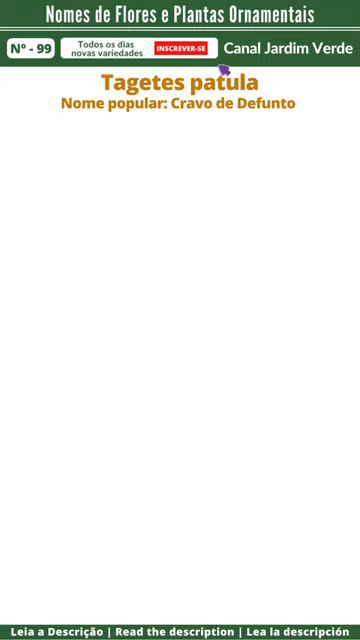 Nomes de Flores e Plantas Ornamentais
Nº - 99
Todos os dias
novas variedades
INSCREVER-SE
Canal Jardim Verde
Tagetes patula
Nome popular: Cravo de Defunto
Leia a Descrição | Read the description | Lea la descripción